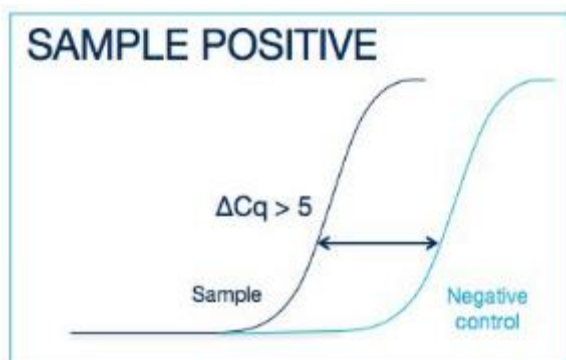 SAMPLE POSITIVE
ΔCq > 5
Sample
Negative
control